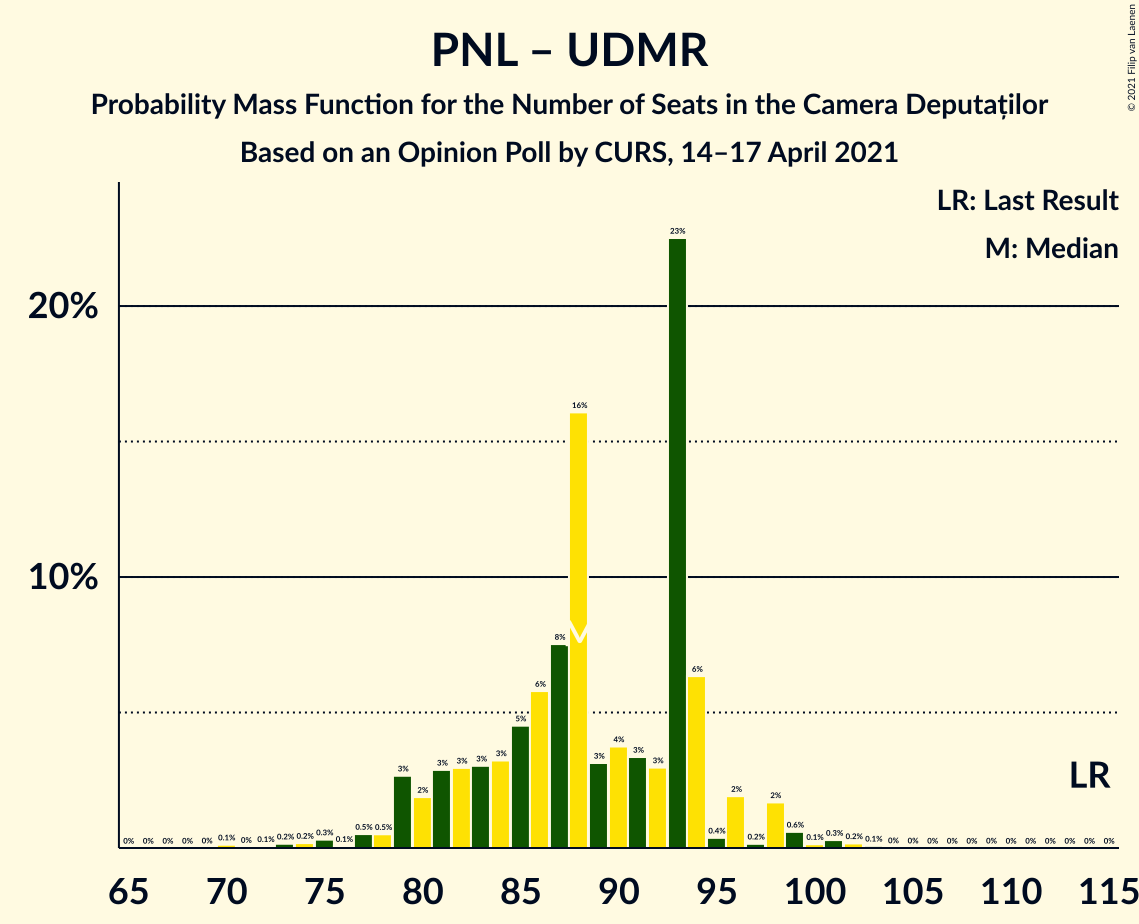 PNL – UDMR
Probability Mass Function for the Number of Seats in the Camera Deputaților
Based on an Opinion Poll by CURS, 14–17 April 2021
© 2021 Filip van Laenen
LR: Last Result
M: Median
20%
10%
0% 0% 0% 0% 0% 0.1% 0% 0.1% 0.2% 0.2% 0.3% 0.1% 0.5% 0.5% 3% 2% 3% 3% 3% 3% 5% 6% 8% 16% 3% 4% 3% 3% 23% 6% 0.4% 2% 0.2% 2% 0.6% 0.1% 0.3% 0.2% 0.1% 0% 0% 0% 0% 0% 0% 0% 0% 0% 0% 0% 0%
M
LR
65 70 75 80 85 90 95 100 105 110 115